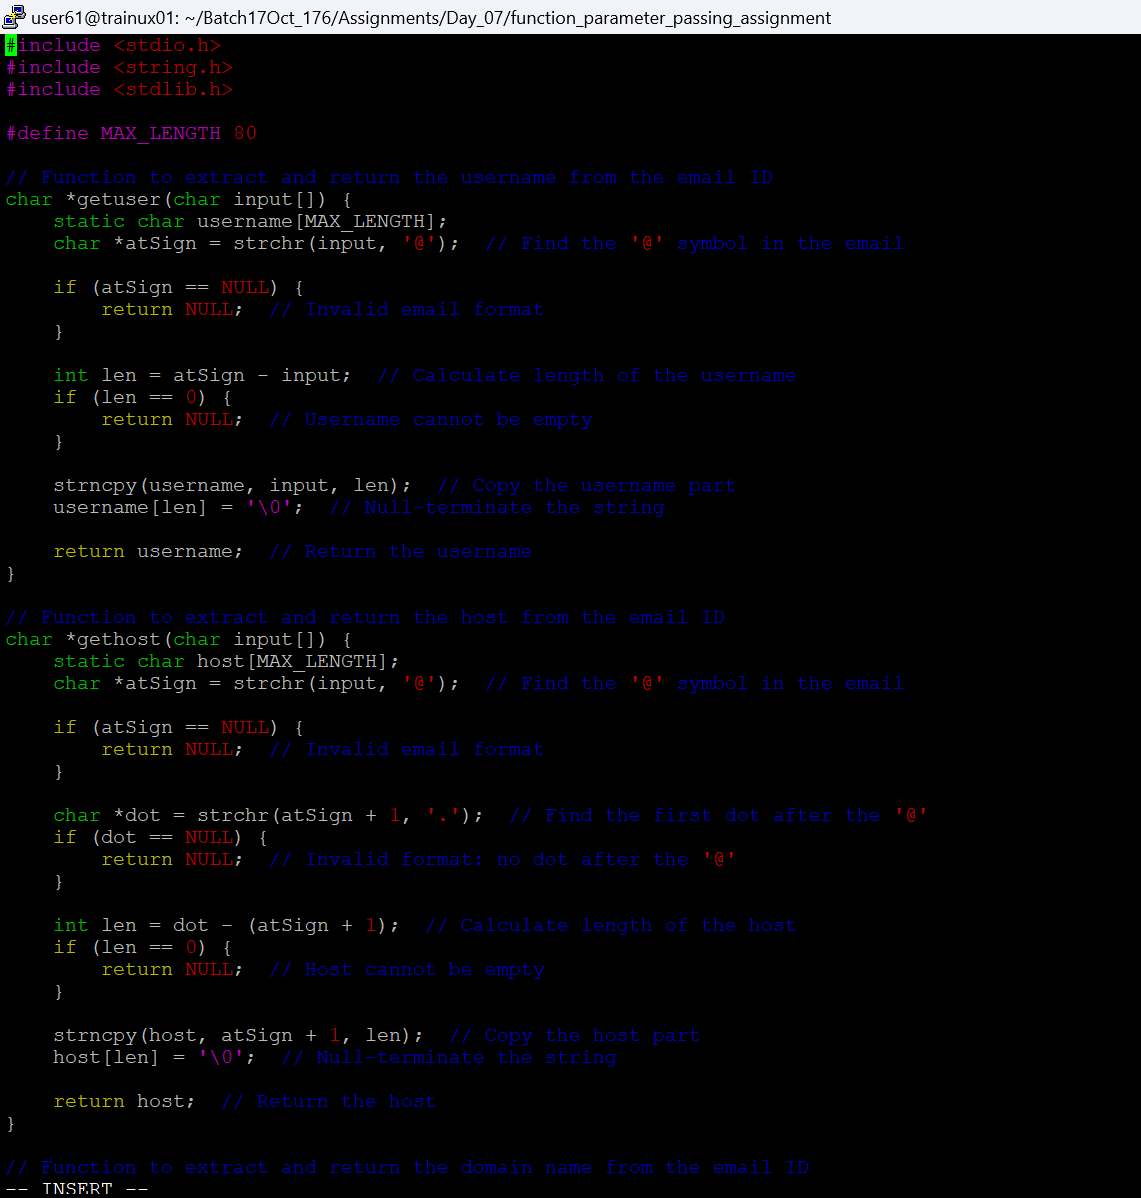 user61@trainux01: ~/Batch17Oct_176/Assignments/Day_07/function_parameter_passing_assignment
#include <stdio.h>
#include <string.h>
#include <stdlib.h>

#define MAX_LENGTH 80

// Function to extract and return the username from the email ID
char *getuser(char input[]) {
    static char username[MAX_LENGTH];
    char *atSign = strchr(input, '@');  // Find the '@' symbol in the email

    if (atSign == NULL) {
        return NULL;  // Invalid email format
    }

    int len = atSign - input;  // Calculate length of the username
    if (len == 0) {
        return NULL;  // Username cannot be empty
    }

    strncpy(username, input, len);  // Copy the username part
    username[len] = '\0';  // Null-terminate the string

    return username;  // Return the username
}

// Function to extract and return the host from the email ID
char *gethost(char input[]) {
    static char host[MAX_LENGTH];
    char *atSign = strchr(input, '@');  // Find the '@' symbol in the email

    if (atSign == NULL) {
        return NULL;  // Invalid email format
    }

    char *dot = strchr(atSign + 1, '.');  // Find the first dot after the '@'
    if (dot == NULL) {
        return NULL;  // Invalid format: no dot after the '@'
    }

    int len = dot - (atSign + 1);  // Calculate length of the host
    if (len == 0) {
        return NULL;  // Host cannot be empty
    }

    strncpy(host, atSign + 1, len);  // Copy the host part
    host[len] = '\0';  // Null-terminate the string

    return host;  // Return the host
}

// Function to extract and return the domain name from the email ID
-- INSERT --